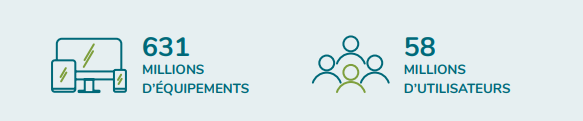 631
MILLIONS
D'ÉQUIPEMENTS
58
MILLIONS
D'UTILISATEURS